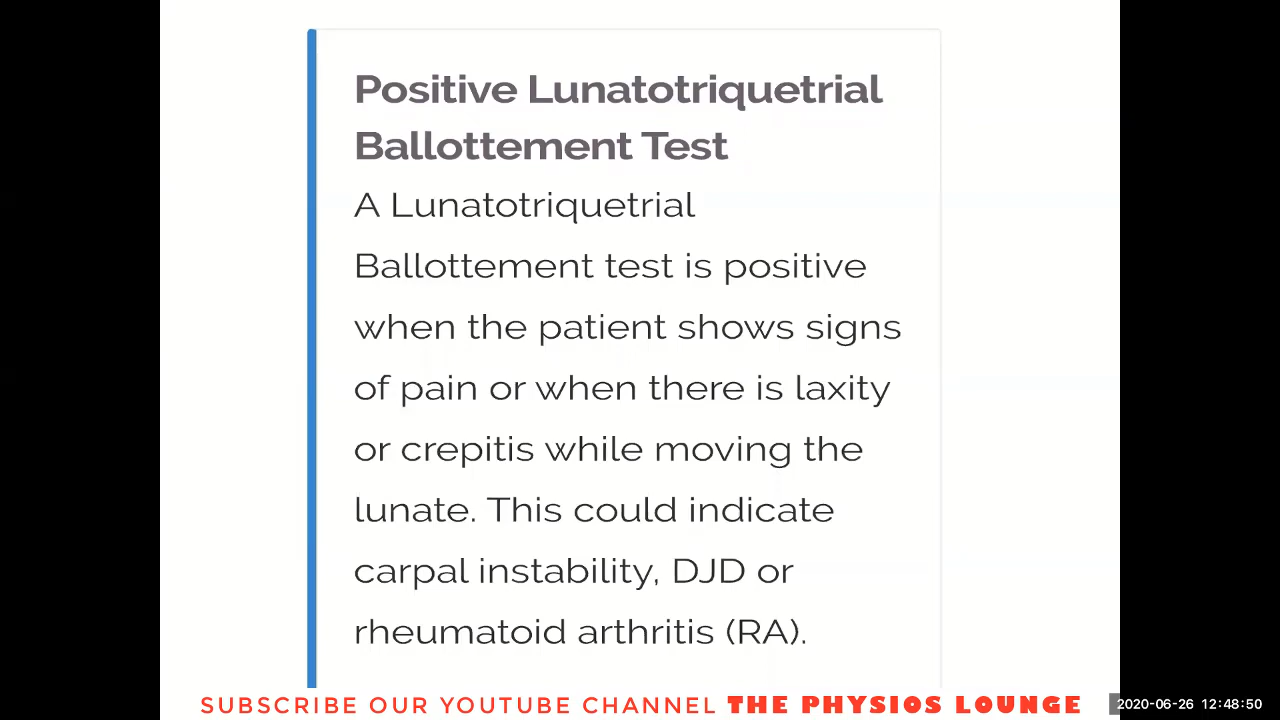 Positive Lunatotriquetrial
Ballottement Test
A Lunatotriquetrial
Ballottement test is positive
when the patient shows signs
of pain or when there is laxity
or crepitis while moving the
lunate. This could indicate
carpal instability, DJD or
rheumatoid arthritis (RA).
SUBSCRIBE OUR YOUTUBE CHANNEL THE PHYSIOS LOUNGE
2020-06-26 12:48:50